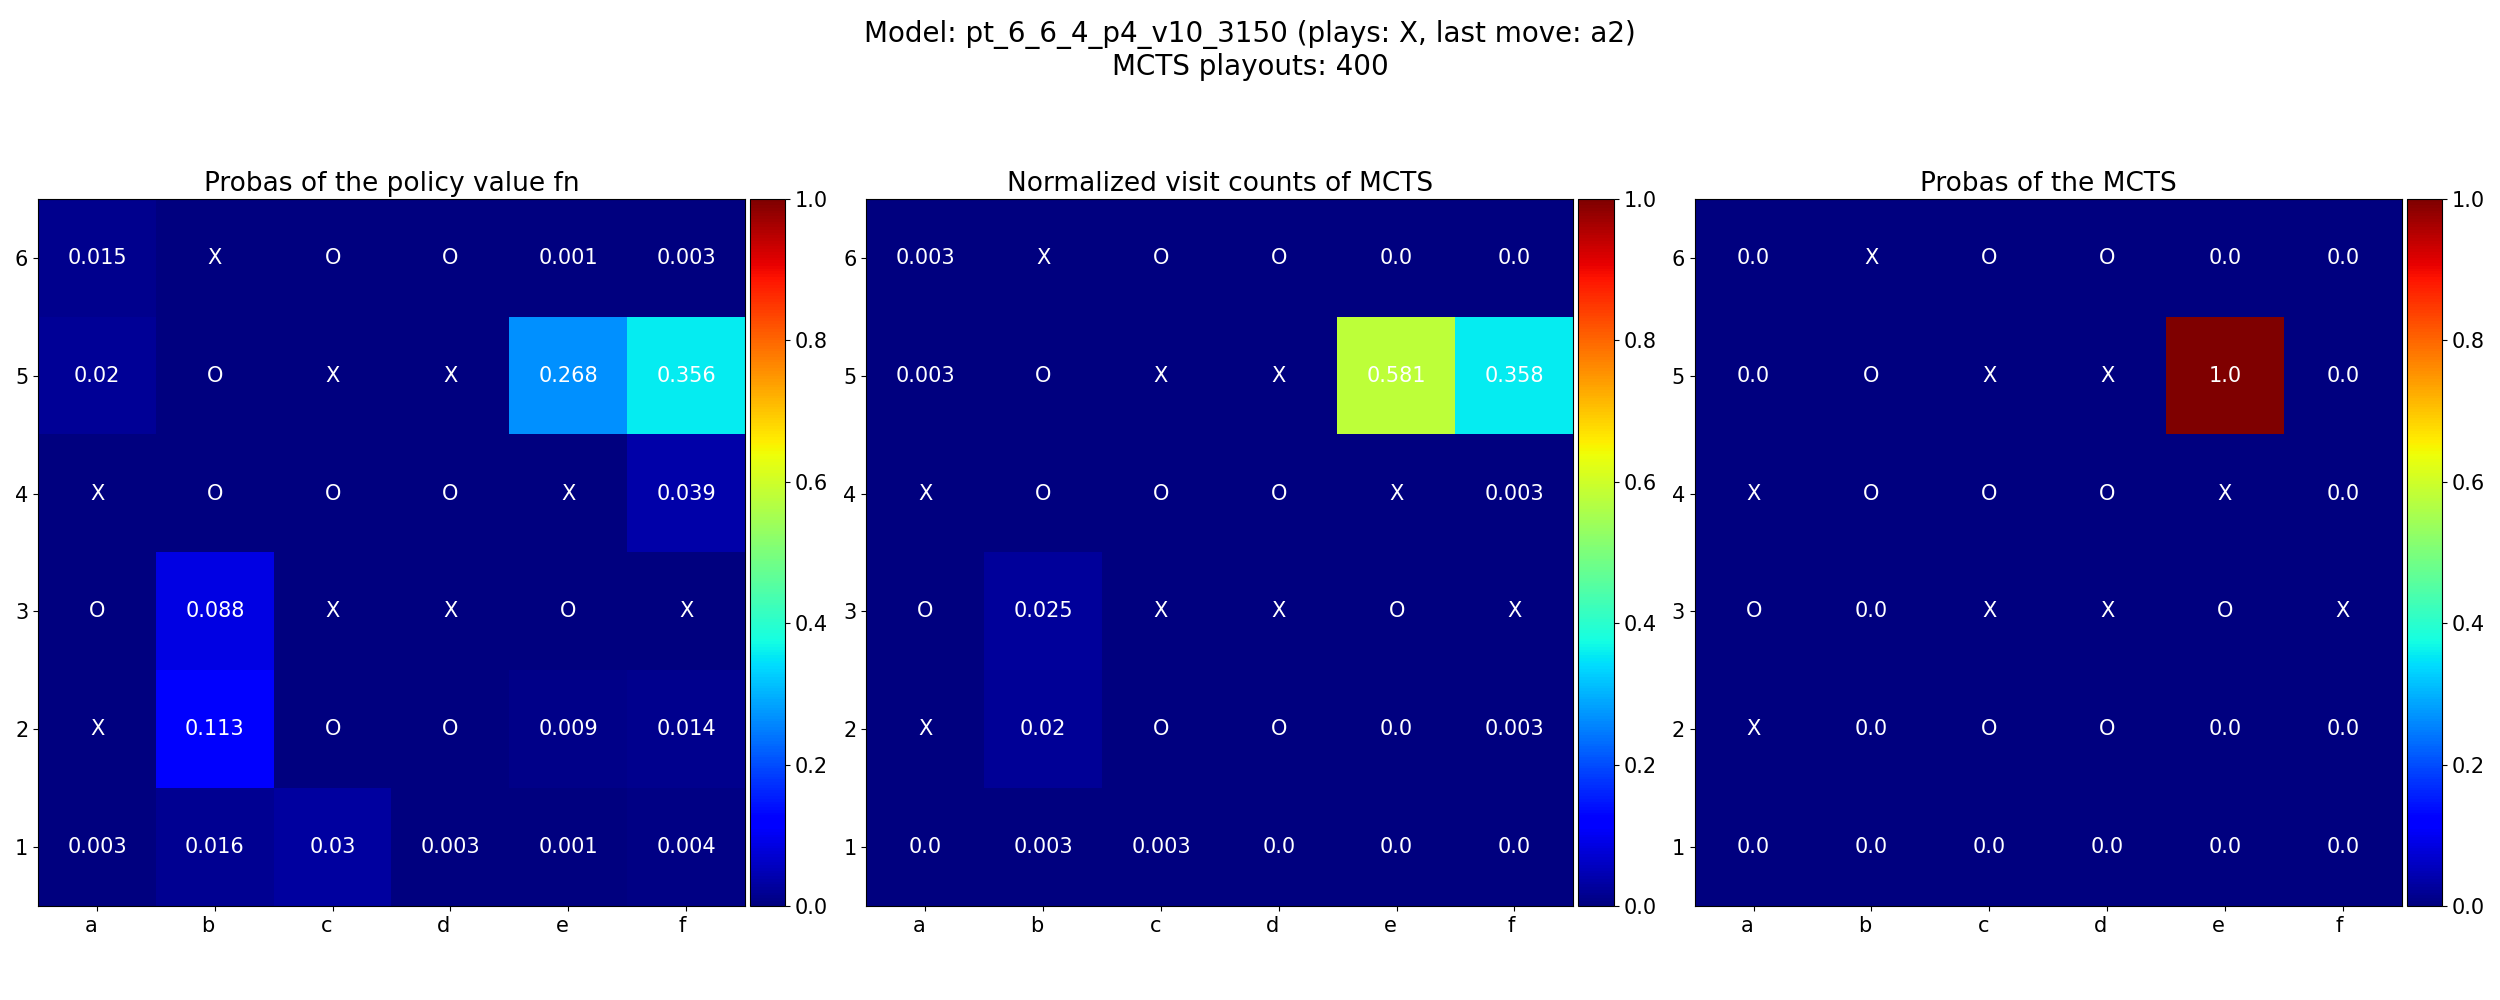 Model: pt_6_6_4_p4_v10_3150 (plays: X, last move: a2)
MCTS playouts: 400
Probas of the policy value fn
6 0.015 X O O 0.001 0.003
5 0.02 O X X 0.268 0.356
4 X O O O X 0.039
3 O 0.088 X X O X
2 X 0.113 O O 0.009 0.014
1 0.003 0.016 0.03 0.003 0.001 0.004
a b c d e f
1.0
0.8
0.6
0.4
0.2
0.0
Normalized visit counts of MCTS
6 0.003 X O O 0.0 0.0
5 0.003 O X X 0.581 0.358
4 X O O O X 0.003
3 O 0.025 X X O X
2 X 0.02 O O 0.0 0.003
1 0.0 0.003 0.003 0.0 0.0 0.0
a b c d e f
1.0
0.8
0.6
0.4
0.2
0.0
Probas of the MCTS
6 0.0 X O O 0.0 0.0
5 0.0 O X X 1.0 0.0
4 X O O O X 0.0
3 O 0.0 X X O X
2 X 0.0 O O 0.0 0.0
1 0.0 0.0 0.0 0.0 0.0 0.0
a b c d e f
1.0
0.8
0.6
0.4
0.2
0.0